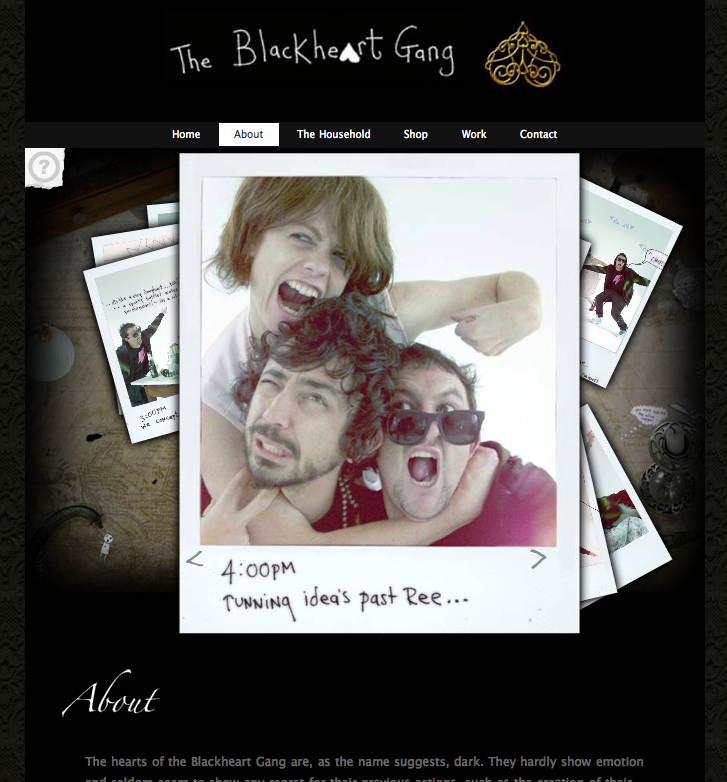 The Blackheart Gang
Home About The Household Shop Work Contact
?
3:00PM
we concept
4:00PM
running idea's past Ree...
< >
About
The hearts of the Blackheart Gang are, as the name suggests, dark. They hardly show emotion
and seldom seem to show any regret for their previous actions, such as the creation of their